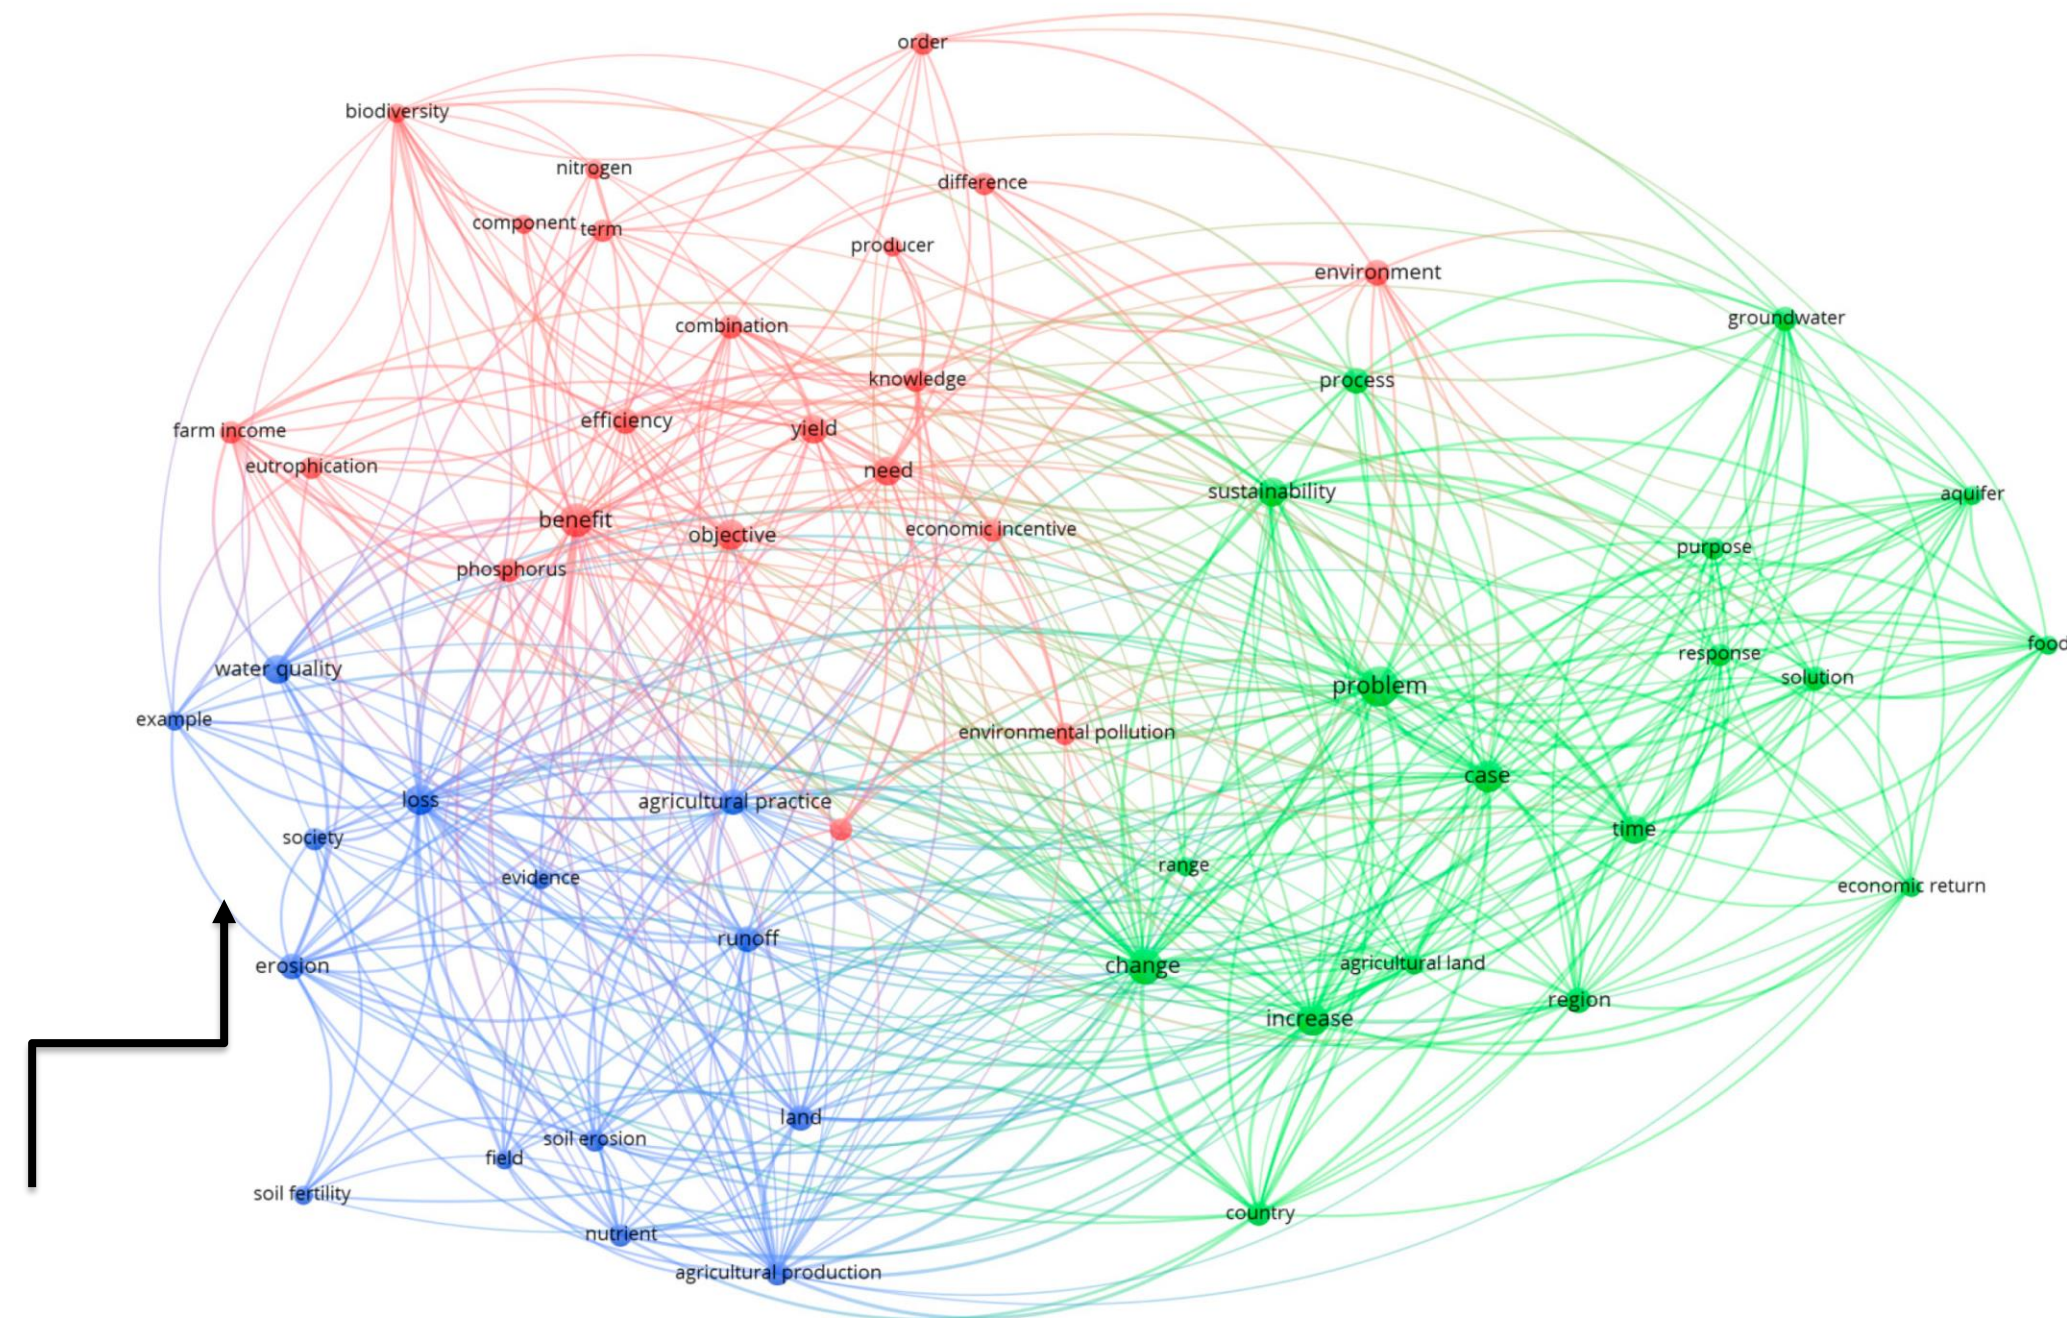 order
biodiversity
nitrogen
difference
component
term
producer
environment
groundwater
combination
knowledge
process
efficiency
yield
farm income
eutrophication
need
sustainability
aquifer
benefit
objective
economic incentive
purpose
phosphorus
water quality
problem
response
solution
food
example
environmental pollution
case
loss
agricultural practice
time
society
range
evidence
economic return
runoff
erosion
change
agricultural land
region
increase
land
soil erosion
field
soil fertility
country
nutrient
agricultural production